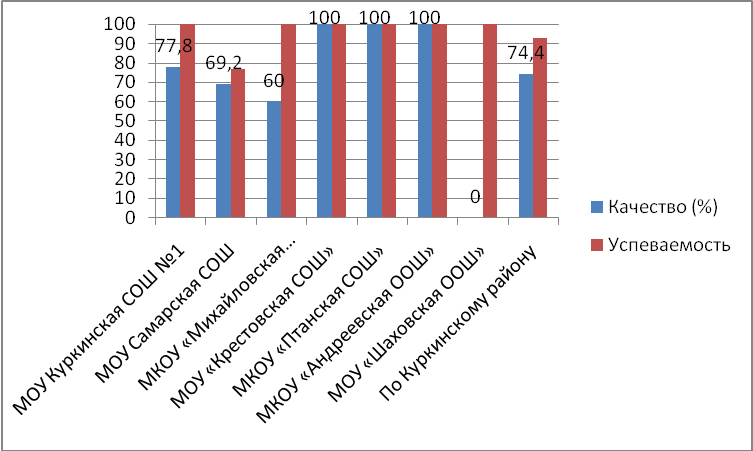 100
90
80
70
60
50
40
30
20
10
0
77,8
69,2
60
100
100
100
0
74,4
МОУ Куркинская СОШ №1
МОУ Самарская СОШ
МКОУ «Михайловская…
МОУ «Крестовская СОШ»
МКОУ «Птанская СОШ»
МКОУ «Андреевская ООШ»
МОУ «Шаховская ООШ»
По Куркинскому району
Качество (%)
Успеваемость